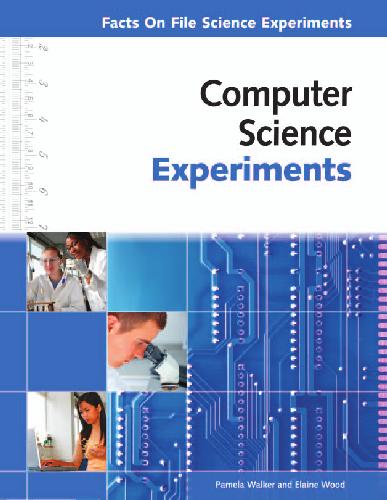 Facts On File Science Experiments
Computer
Science
Experiments
Pamela Walker and Elaine Wood